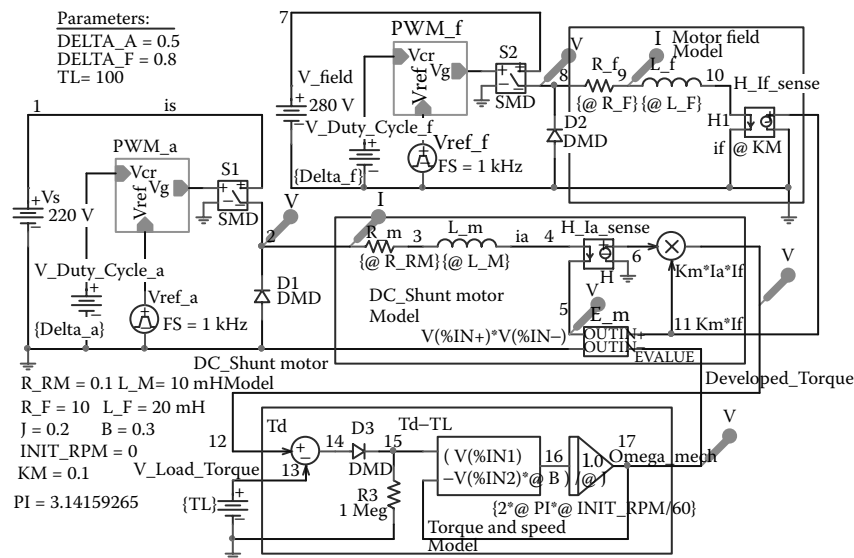 Parameters:
DELTA_A = 0.5
DELTA_F = 0.8
TL= 100
7
PWM_f
S2
V
I
Motor field
Model
Vcr
Vg
Vref
SMD
8
R_f
9
L_f
10
H_If_sense
{@ R_F}
{@ L_F}
H1
if
@ KM
V_field
280 V
V_Duty_Cycle_f
{Delta_f}
Vref_f
FS = 1 kHz
D2
DMD
1
is
PWM_a
S1
Vcr
Vg
Vref
SMD
Vs
220 V
V_Duty_Cycle_a
{Delta_a}
Vref_a
FS = 1 kHz
V
2
D1
DMD
I
R_m
3
L_m
ia
4
H_Ia_sense
6
{@ R_RM}
{@ L_M}
H
Km*Ia*If
V
DC_Shunt motor
Model
5
V
E_m
11 Km*If
V(%IN+)*V(%IN−)
OUTIN+
OUTIN−
EVALUE
DC_Shunt motor
Model
Developed_Torque
R_RM = 0.1 L_M= 10 mH
R_F = 10 L_F = 20 mH
J = 0.2 B = 0.3
INIT_RPM = 0
KM = 0.1
PI = 3.14159265
12
Td
14
D3
DMD
15
Td−TL
V_Load_Torque
13
{TL}
R3
1 Meg
( V(%IN1)
−V(%IN2)*@ B ) /@ J
16
1.0
17
Omega_mech
V
{2*@ PI*@ INIT_RPM/60}
Torque and speed
Model